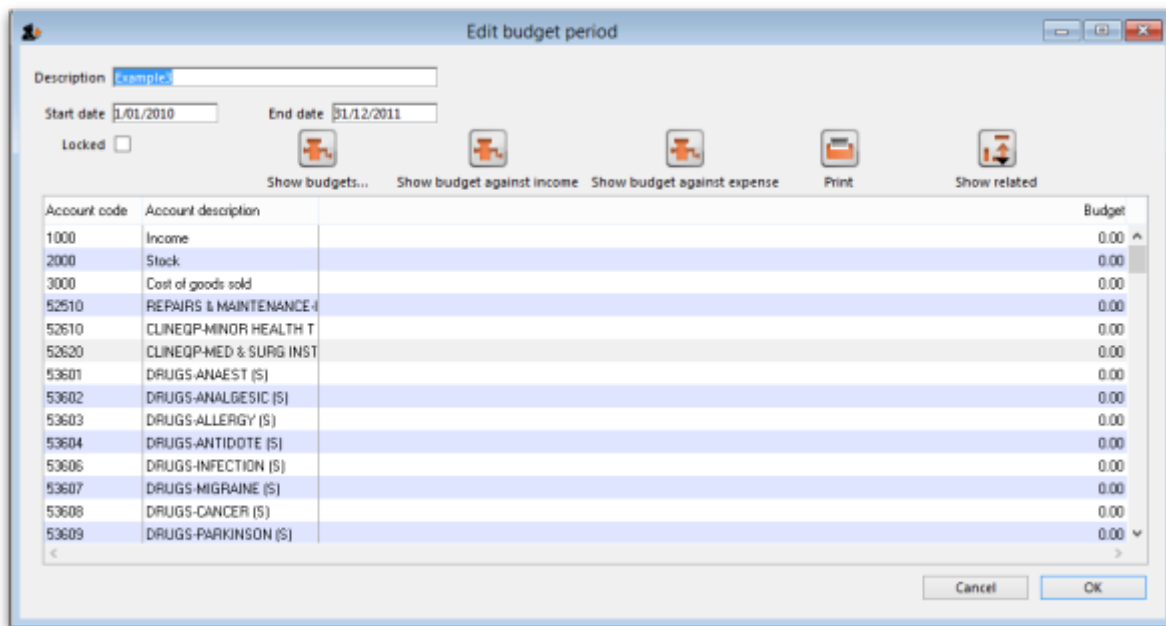 Edit budget period
Description Example3
Start date 1/01/2010 End date 31/12/2011
Locked
Show budgets... Show budget against income Show budget against expense Print Show related
Account code Account description Budget
1000 Income 0.00
2000 Stock 0.00
3000 Cost of goods sold 0.00
52510 REPAIRS & MAINTENANCE-I 0.00
52610 CLINEQP-MINOR HEALTH T 0.00
52620 CLINEQP-MED & SURG INST 0.00
53601 DRUGS-ANAEST (S) 0.00
53602 DRUGS-ANALGESIC (S) 0.00
53603 DRUGS-ALLERGY (S) 0.00
53604 DRUGS-ANTIDOTE (S) 0.00
53606 DRUGS-INFECTION (S) 0.00
53607 DRUGS-MIGRAINE (S) 0.00
53608 DRUGS-CANCER (S) 0.00
53609 DRUGS-PARKINSON (S) 0.00
Cancel OK